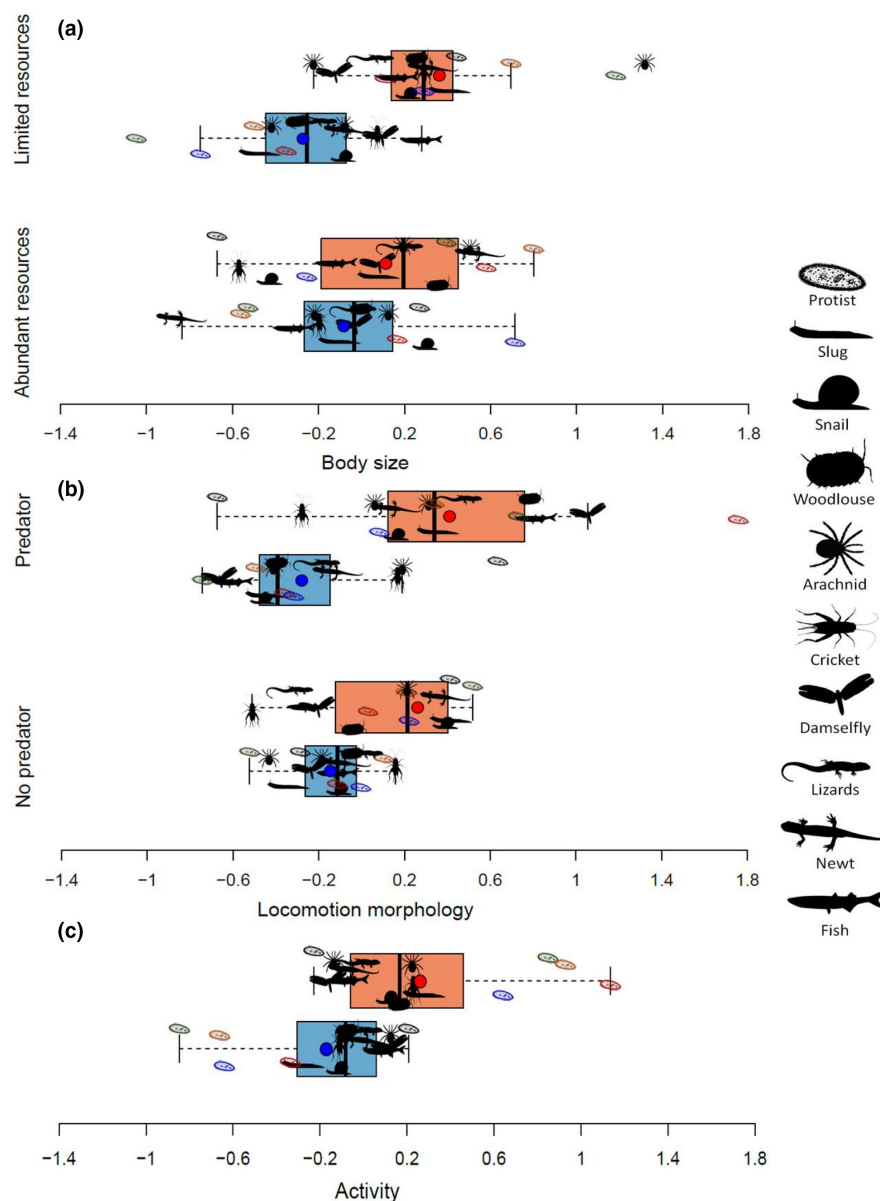 (a)
Limited resources
Abundant resources
−1.4 −1 −0.6 −0.2 0.2 0.6 1 1.4 1.8
Body size
(b)
Predator
No predator
−1.4 −1 −0.6 −0.2 0.2 0.6 1 1.4 1.8
Locomotion morphology
(c)
−1.4 −1 −0.6 −0.2 0.2 0.6 1 1.4 1.8
Activity
Protist
Slug
Snail
Woodlouse
Arachnid
Cricket
Damselfly
Lizards
Newt
Fish